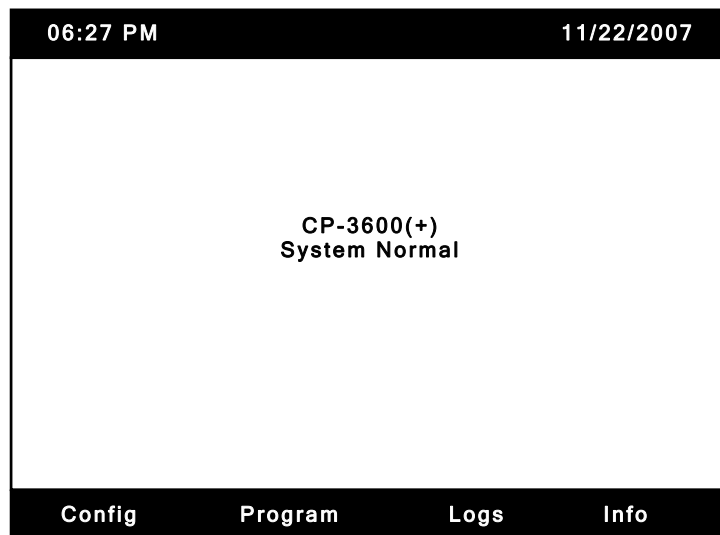 06:27 PM 11/22/2007
CP-3600(+)
System Normal
Config Program Logs Info